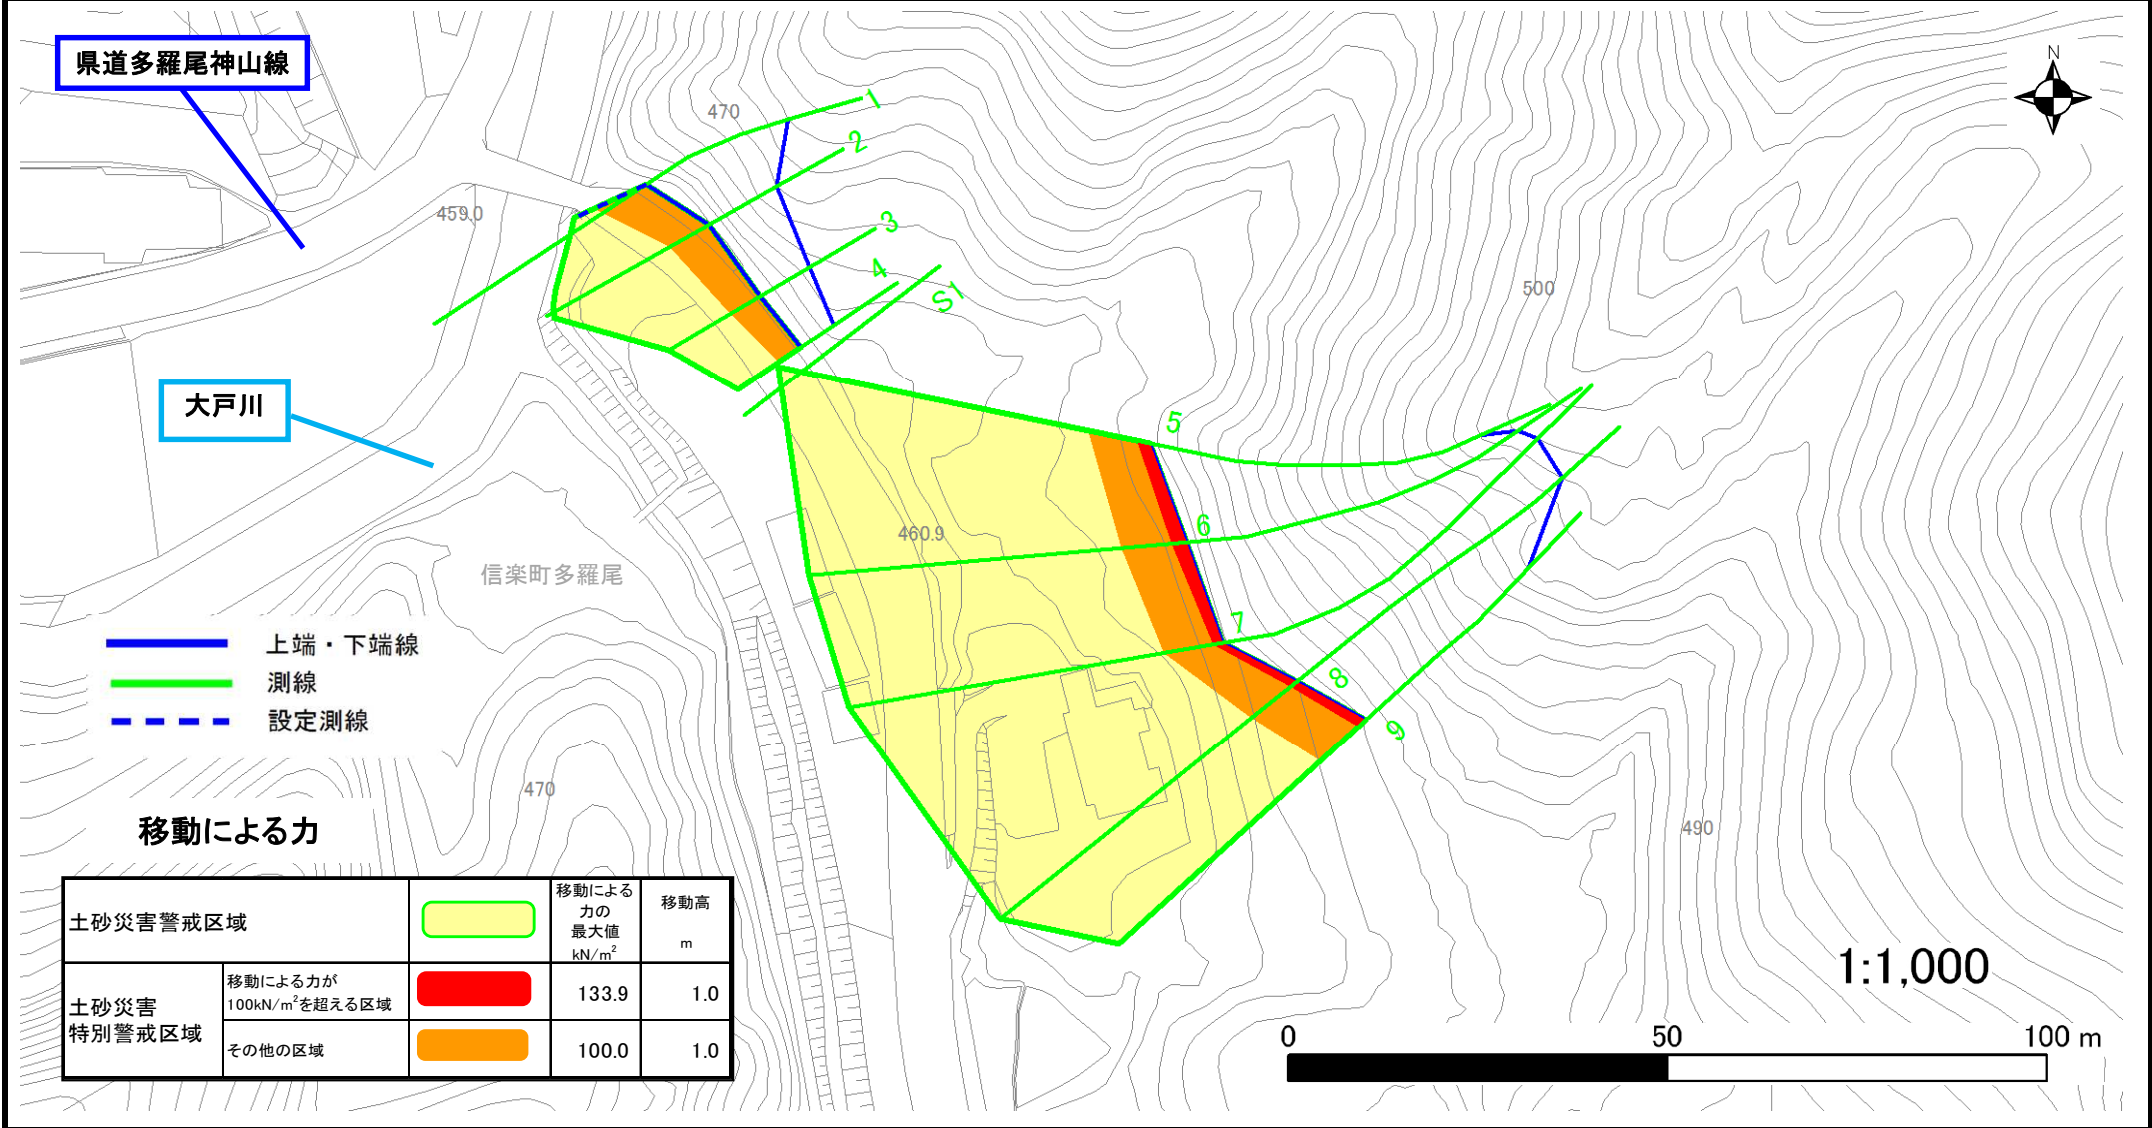 県道多羅尾神山線
N
470
1
2
459.0
3
4
S1
500
大戸川
5
6
460.9
信楽町多羅尾
7
上端・下端線
測線
設定測線
8
9
470
490
移動による力
土砂災害警戒区域
移動による
力の
最大値
kN/m²
移動高
m
土砂災害
特別警戒区域
移動による力が
100kN/m²を超える区域
133.9
1.0
その他の区域
100.0
1.0
1:1,000
0
50
100 m